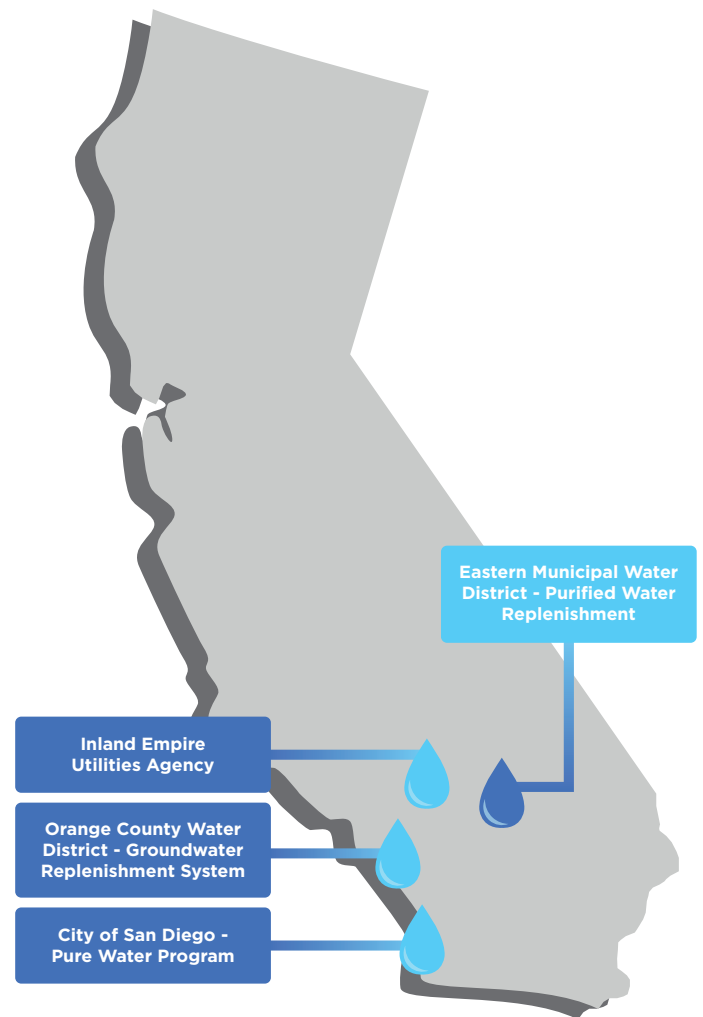 Eastern Municipal Water
District - Purified Water
Replenishment
Inland Empire
Utilities Agency
Orange County Water
District - Groundwater
Replenishment System
City of San Diego -
Pure Water Program